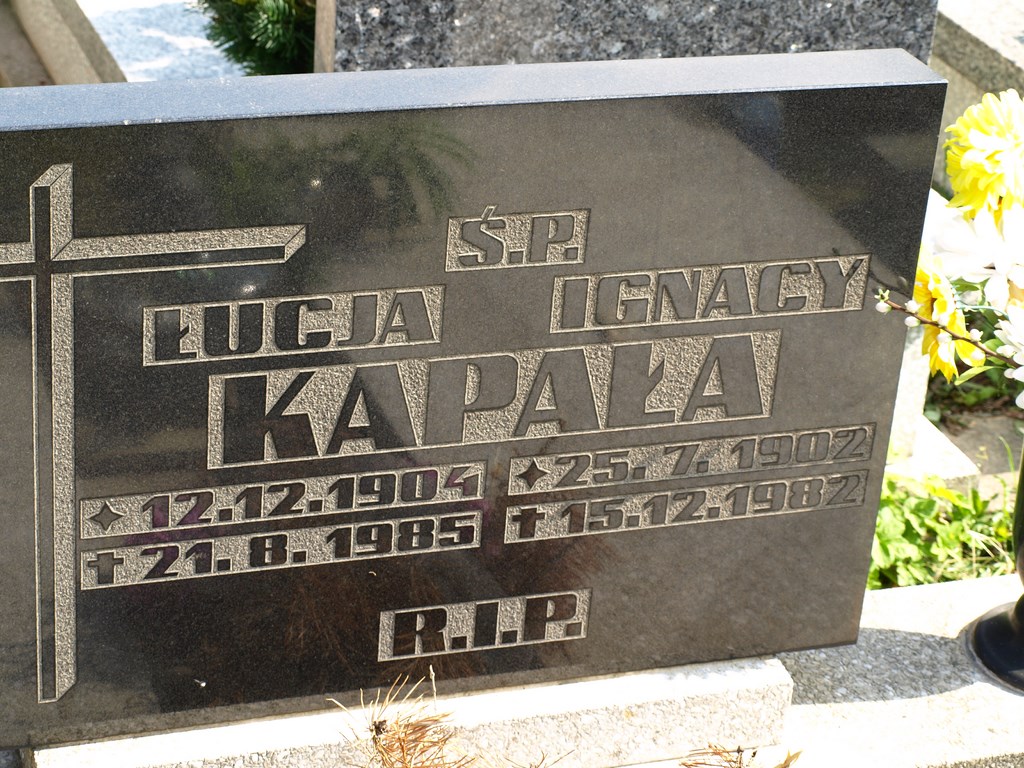 Ś.P.
ŁUCJA IGNACY
KAPAŁA
12.12.1904 25.7.1902
21.8.1985 15.12.1982
R.I.P.